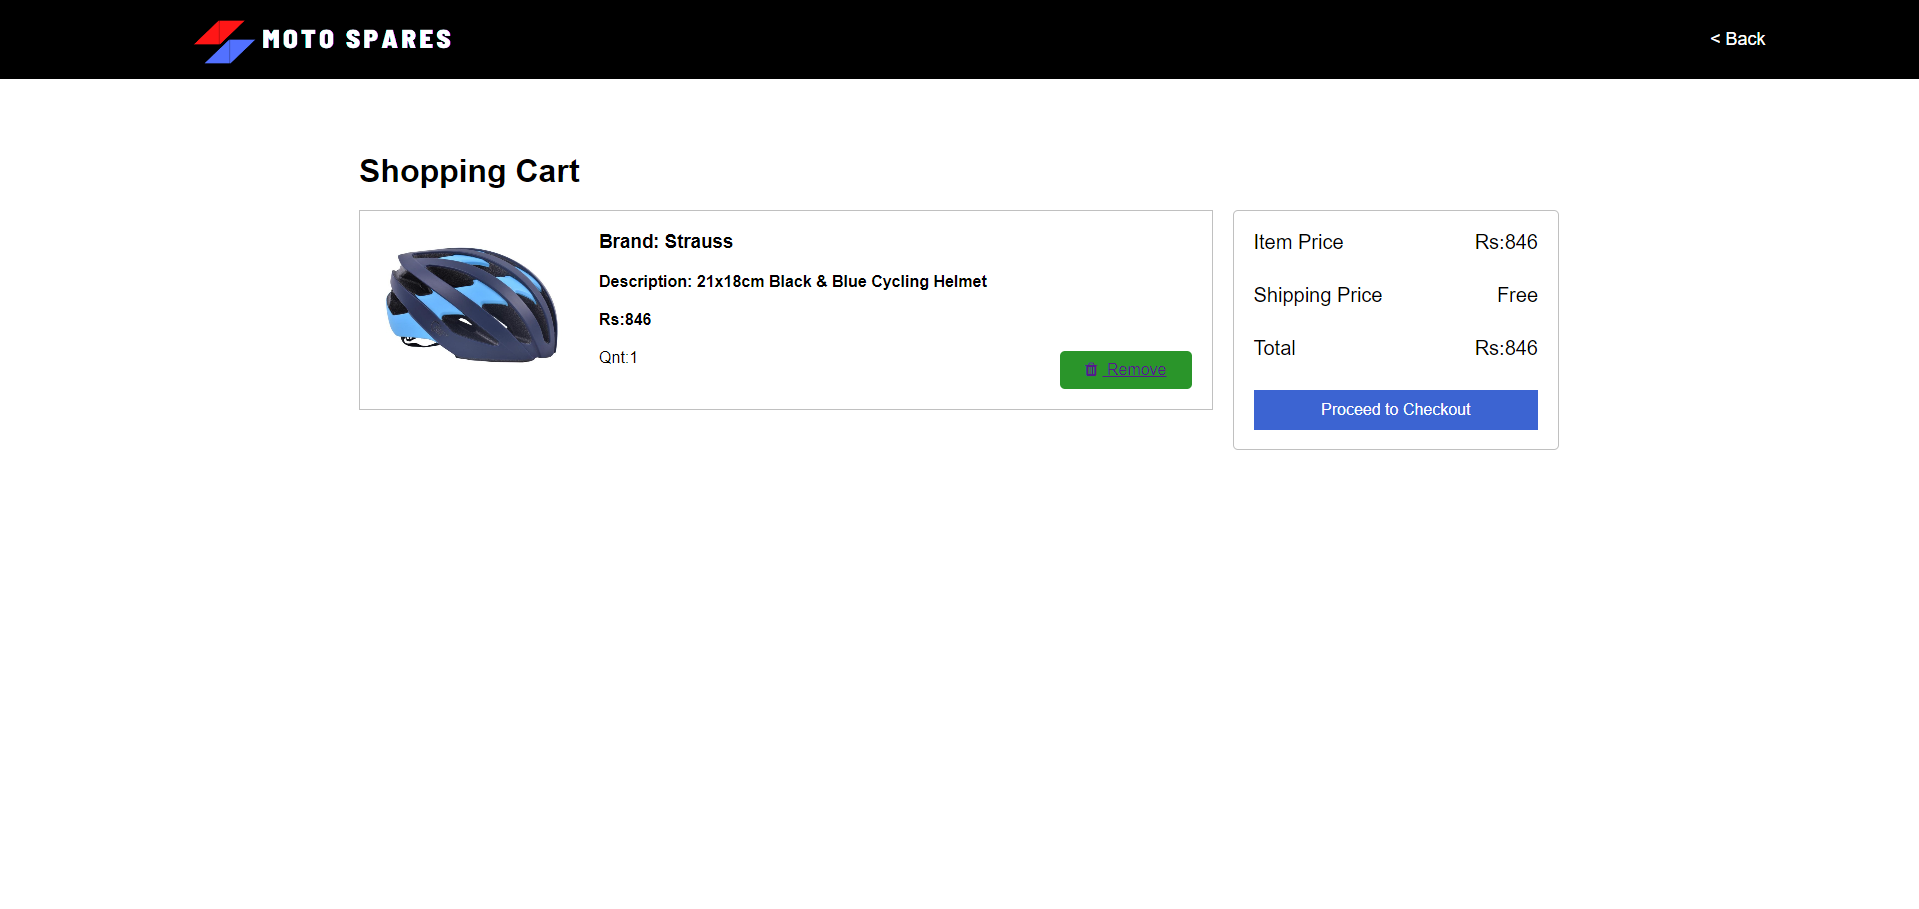 MOTO SPARES
< Back
Shopping Cart
Brand: Strauss
Description: 21x18cm Black & Blue Cycling Helmet
Rs:846
Qnt:1
Remove
Item Price Rs:846
Shipping Price Free
Total Rs:846
Proceed to Checkout